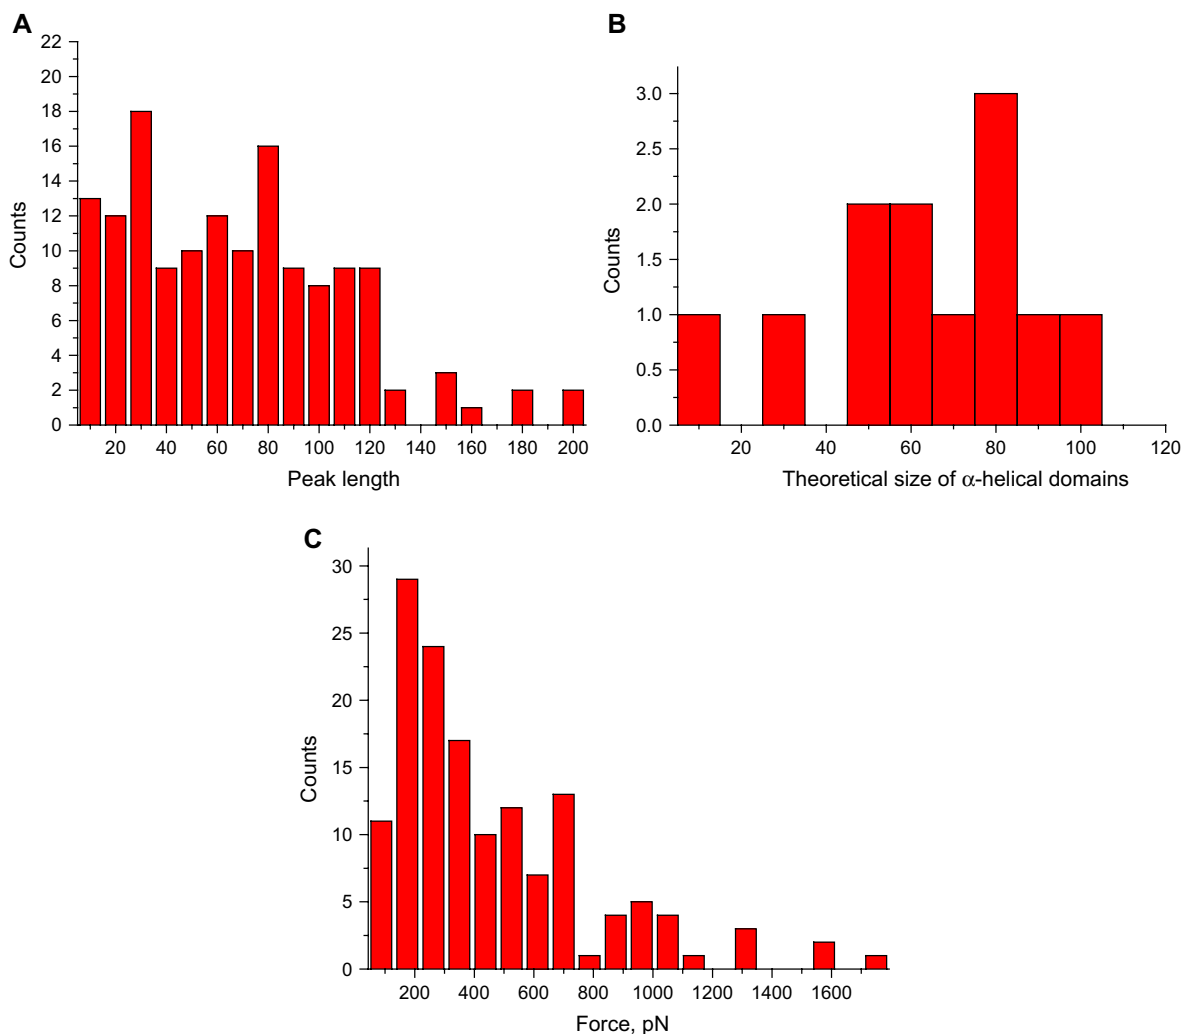 A
22
20
18
16
14
12
10
8
6
4
2
0
Counts
20 40 60 80 100 120 140 160 180 200
Peak length
B
3.0
2.5
2.0
1.5
1.0
0.5
0.0
Counts
20 40 60 80 100 120
Theoretical size of α-helical domains
C
30
25
20
15
10
5
0
Counts
200 400 600 800 1000 1200 1400 1600
Force, pN